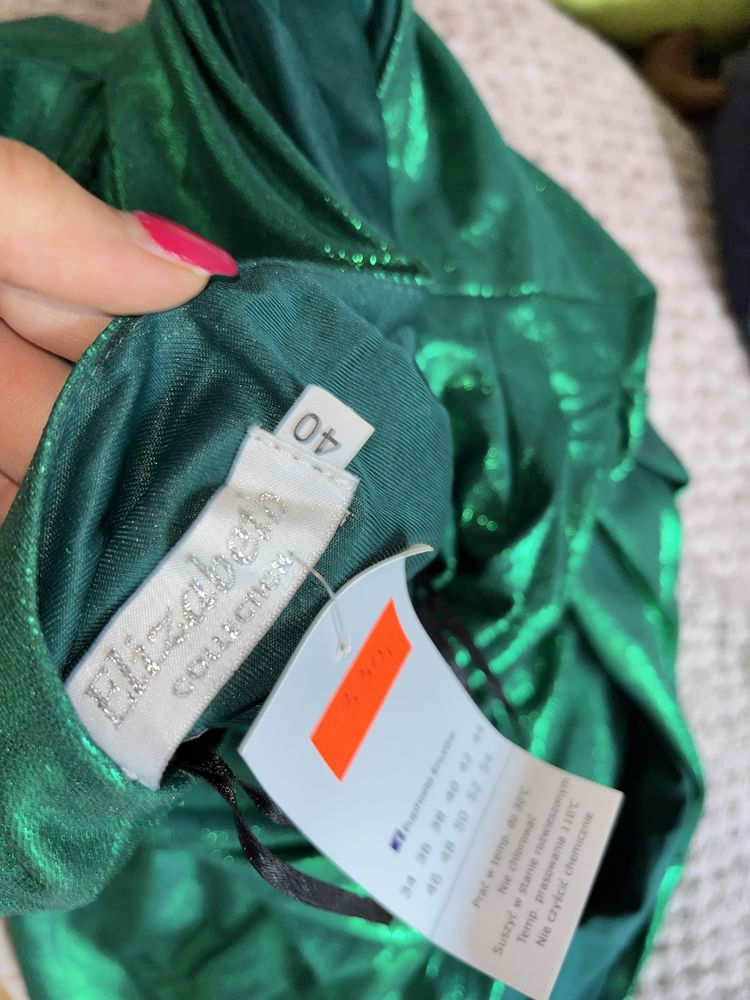 40
Elizabeth
COLLECTION
34 36 38 40 42 44
46 48 50 52 54
Prać w temp. do 30°C
Nie chlorować
Suszyć w stanie rozwieszonym
Temp. prasowania 110°C
Nie czyścić chemicznie